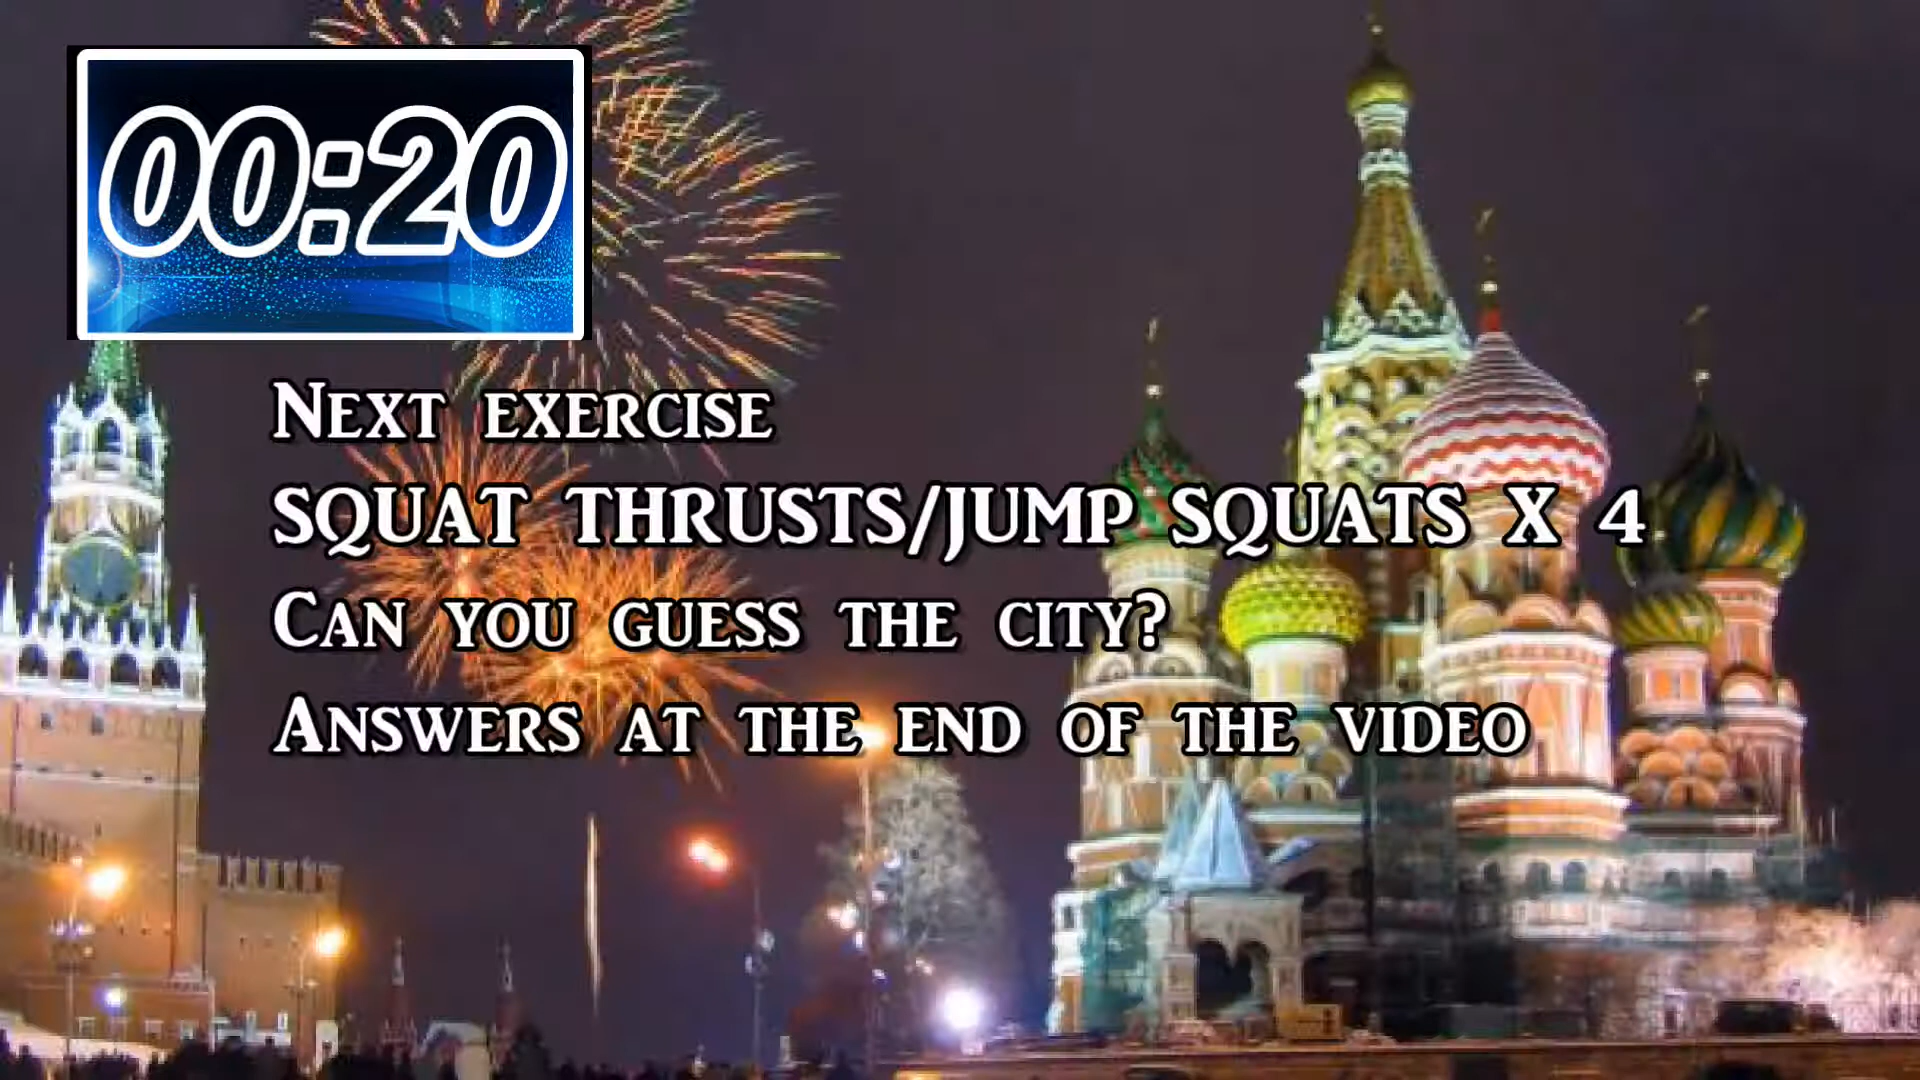 00:20
Next exercise
SQUAT THRUSTS/JUMP SQUATS X 4
Can you guess the city?
Answers at the end of the video